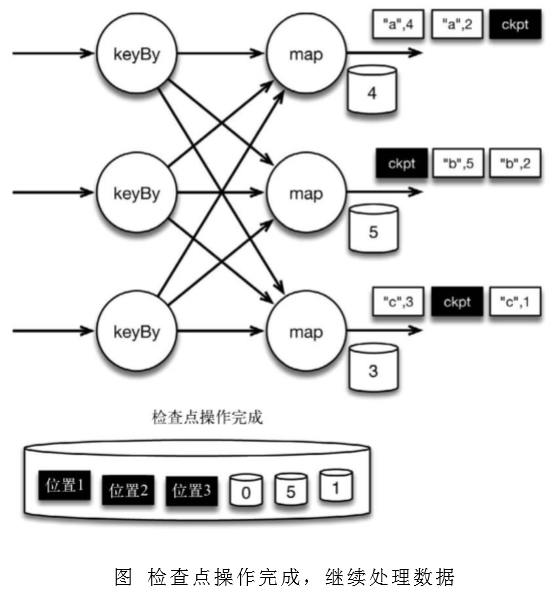 "a",4 "a",2 ckpt
keyBy map
4
ckpt "b",5 "b",2
keyBy map
5
"c",3 ckpt "c",1
keyBy map
3
检查点操作完成
位置1 位置2 位置3 0 5 1
图 检查点操作完成，继续处理数据